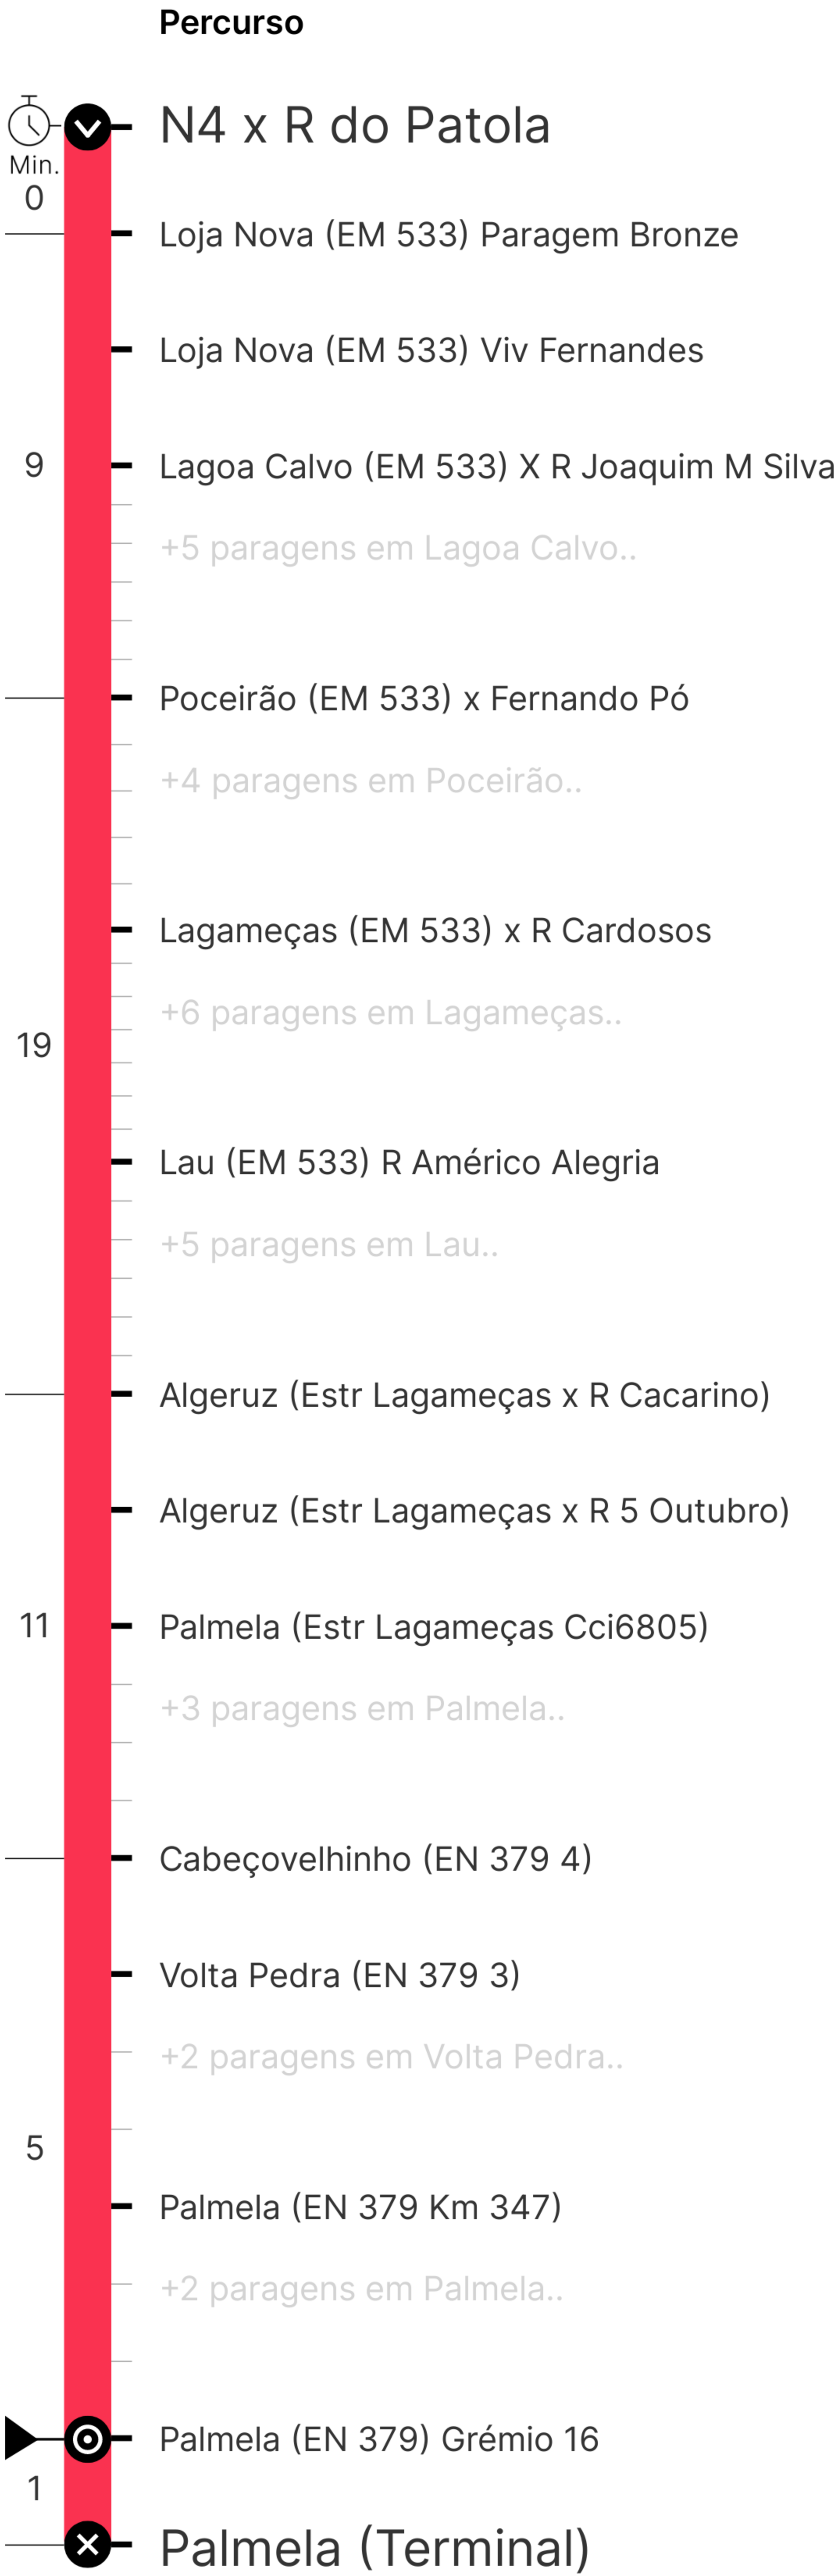 Percurso
N4 x R do Patola
Min.
0
Loja Nova (EM 533) Paragem Bronze
Loja Nova (EM 533) Viv Fernandes
9
Lagoa Calvo (EM 533) X R Joaquim M Silva
+5 paragens em Lagoa Calvo..
Poceirão (EM 533) x Fernando Pó
+4 paragens em Poceirão..
Lagameças (EM 533) x R Cardosos
+6 paragens em Lagameças..
19
Lau (EM 533) R Américo Alegria
+5 paragens em Lau..
Algeruz (Estr Lagameças x R Cacarino)
Algeruz (Estr Lagameças x R 5 Outubro)
11
Palmela (Estr Lagameças Cci6805)
+3 paragens em Palmela..
Cabeçovelhinho (EN 379 4)
Volta Pedra (EN 379 3)
+2 paragens em Volta Pedra..
5
Palmela (EN 379 Km 347)
+2 paragens em Palmela..
Palmela (EN 379) Grémio 16
1
Palmela (Terminal)